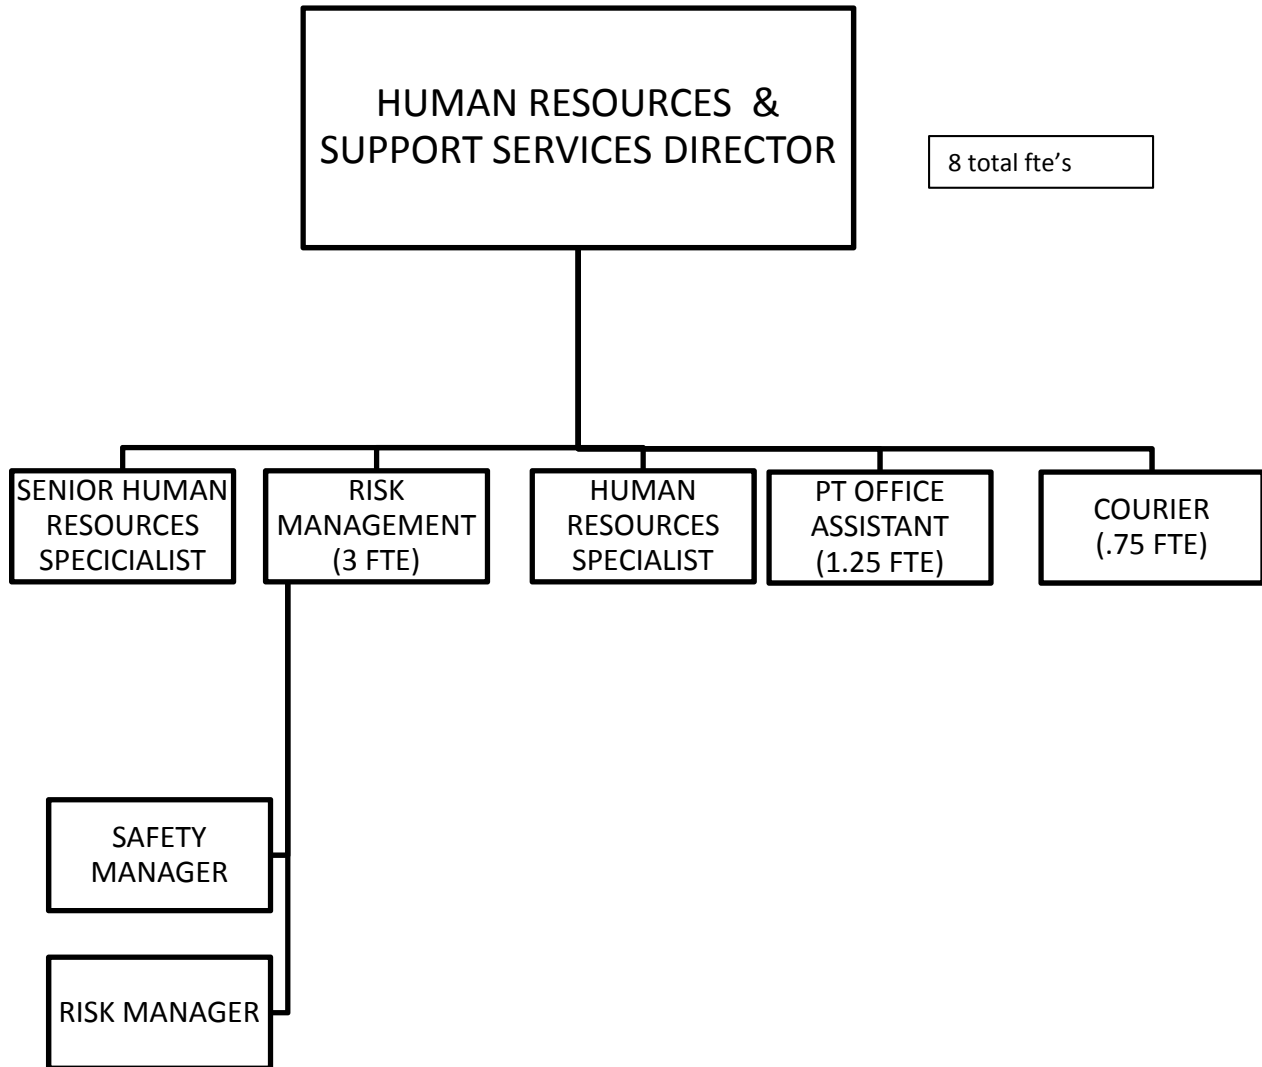 HUMAN RESOURCES &
SUPPORT SERVICES DIRECTOR
8 total fte’s
SENIOR HUMAN
RESOURCES
SPECICIALIST
RISK
MANAGEMENT
(3 FTE)
HUMAN
RESOURCES
SPECIALIST
PT OFFICE
ASSISTANT
(1.25 FTE)
COURIER
(.75 FTE)
SAFETY
MANAGER
RISK MANAGER